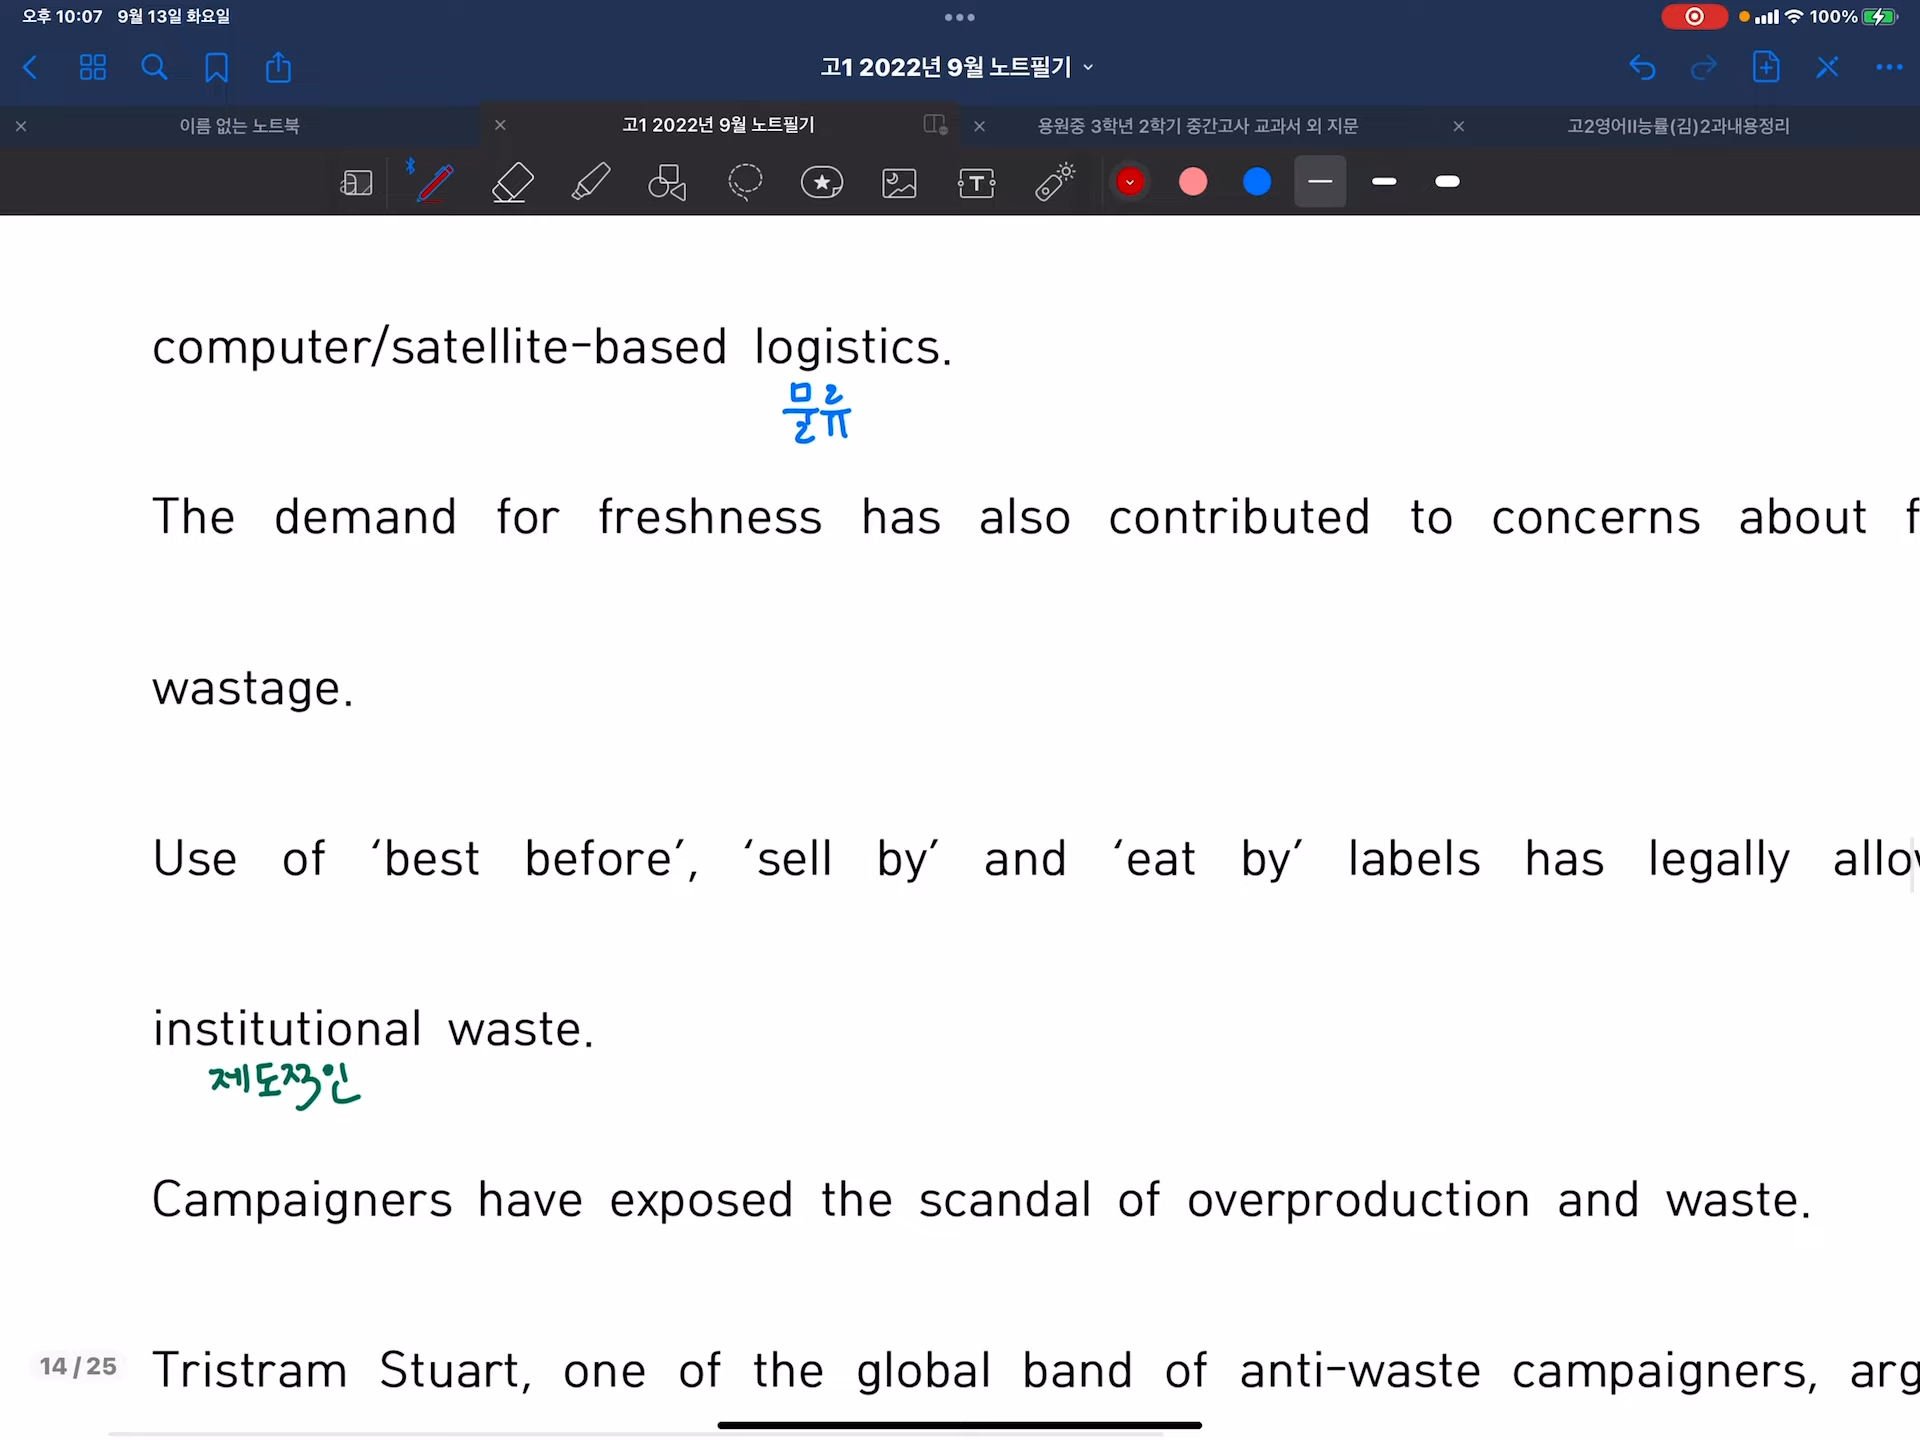 오후 10:07 9월 13일 화요일
100%
고1 2022년 9월 노트필기
이름 없는 노트북
고1 2022년 9월 노트필기
용원중 3학년 2학기 중간고사 교과서 외 지문
고2영어II능률(김)2과내용정리
computer/satellite-based logistics.
물류
The demand for freshness has also contributed to concerns about f
wastage.
Use of ‘best before’, ‘sell by’ and ‘eat by’ labels has legally allo
institutional waste.
제도적인
Campaigners have exposed the scandal of overproduction and waste.
14 / 25
Tristram Stuart, one of the global band of anti-waste campaigners, arg